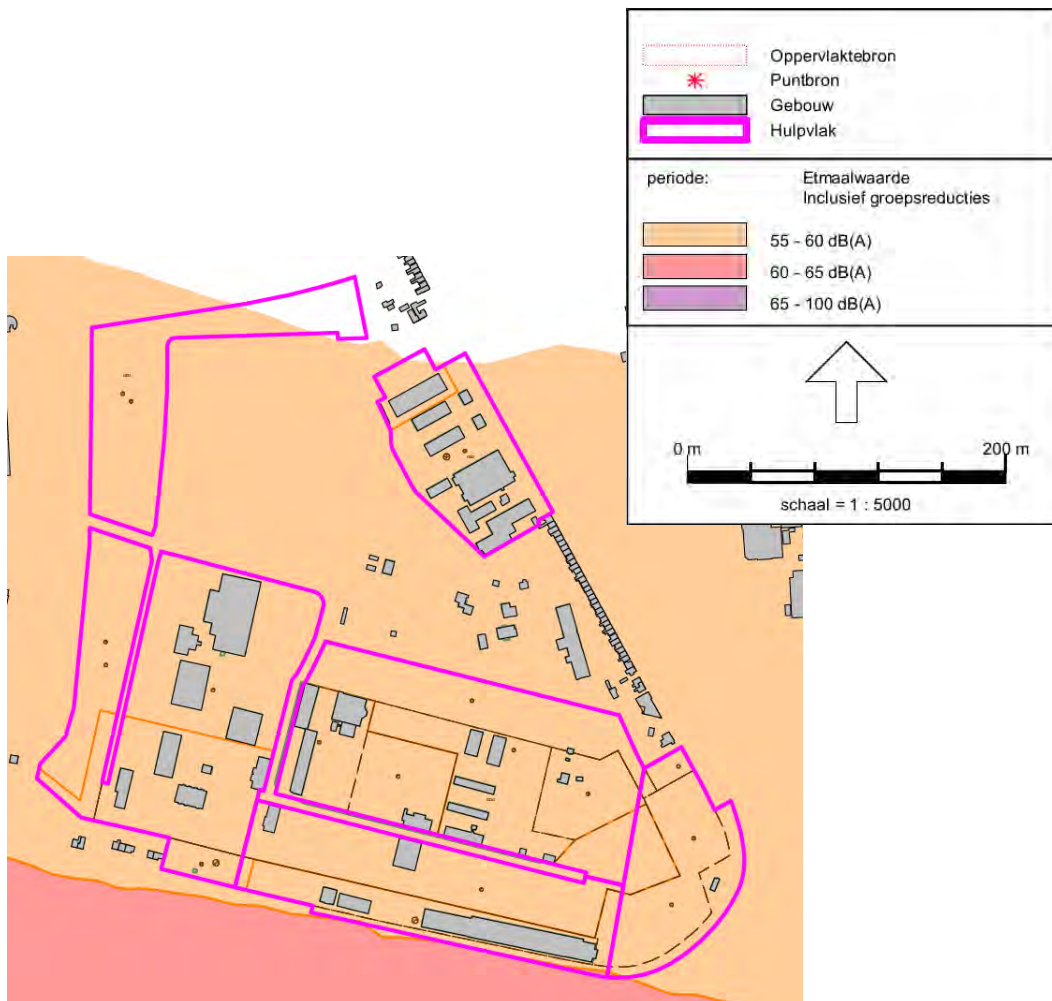 Oppervlaktebron
Puntbron
Gebouw
Hulpvlak
periode: Etmaalwaarde
Inclusief groepsreducties
55 - 60 dB(A)
60 - 65 dB(A)
65 - 100 dB(A)
0 m 200 m
schaal = 1 : 5000